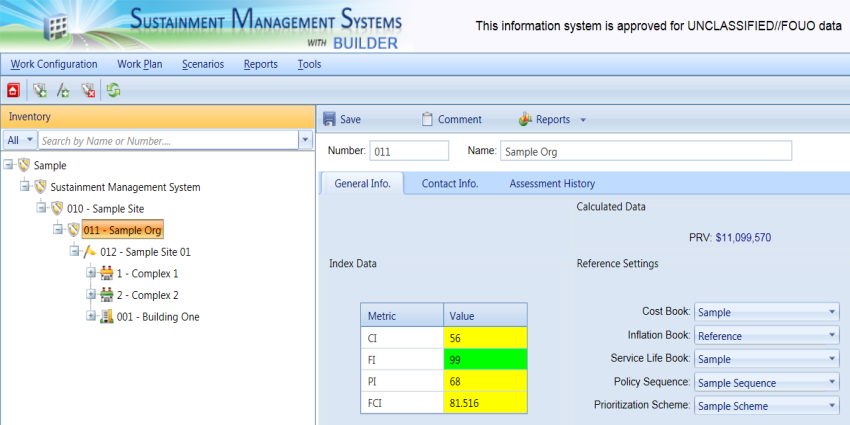 SUSTAINMENT MANAGEMENT SYSTEMS
WITH BUILDER
This information system is approved for UNCLASSIFIED//FOUO data
Work Configuration Work Plan Scenarios Reports Tools
Inventory
All Search by Name or Number....
Sample
Sustainment Management System
010 - Sample Site
011 - Sample Org
012 - Sample Site 01
1 - Complex 1
2 - Complex 2
001 - Building One
Save Comment Reports
Number: 011 Name: Sample Org
General Info. Contact Info. Assessment History
Calculated Data
PRV: $11,099,570
Index Data
Metric Value
CI 56
FI 99
PI 68
FCI 81.516
Reference Settings
Cost Book: Sample
Inflation Book: Reference
Service Life Book: Sample
Policy Sequence: Sample Sequence
Prioritization Scheme: Sample Scheme